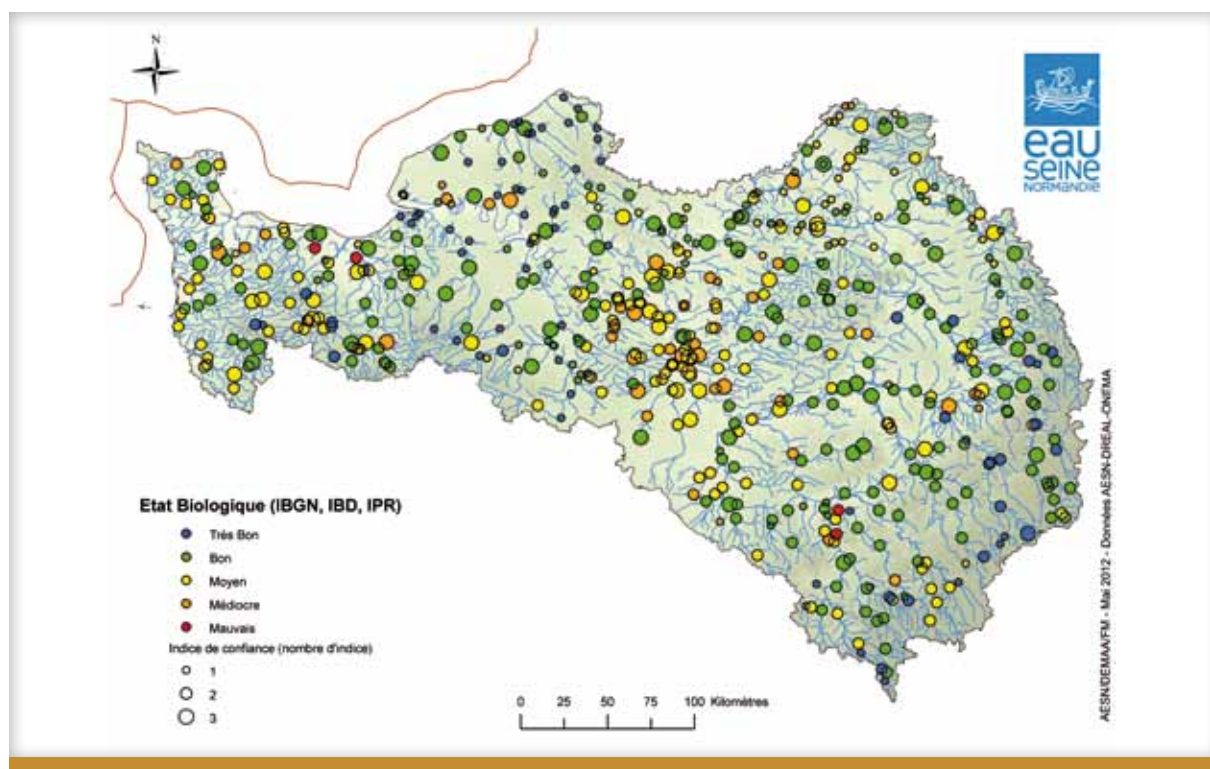 N
eau
SEINE
NORMANDIE
Etat Biologique (IBGN, IBD, IPR)
Trés Bon
Bon
Moyen
Médiocre
Mauvais
Indice de confiance (nombre d'indice)
1
2
3
0 25 50 75 100 Kilomètres
AESN/DEMAA/FM - Mai 2012 - Données AESN-DREAL-ONEMA